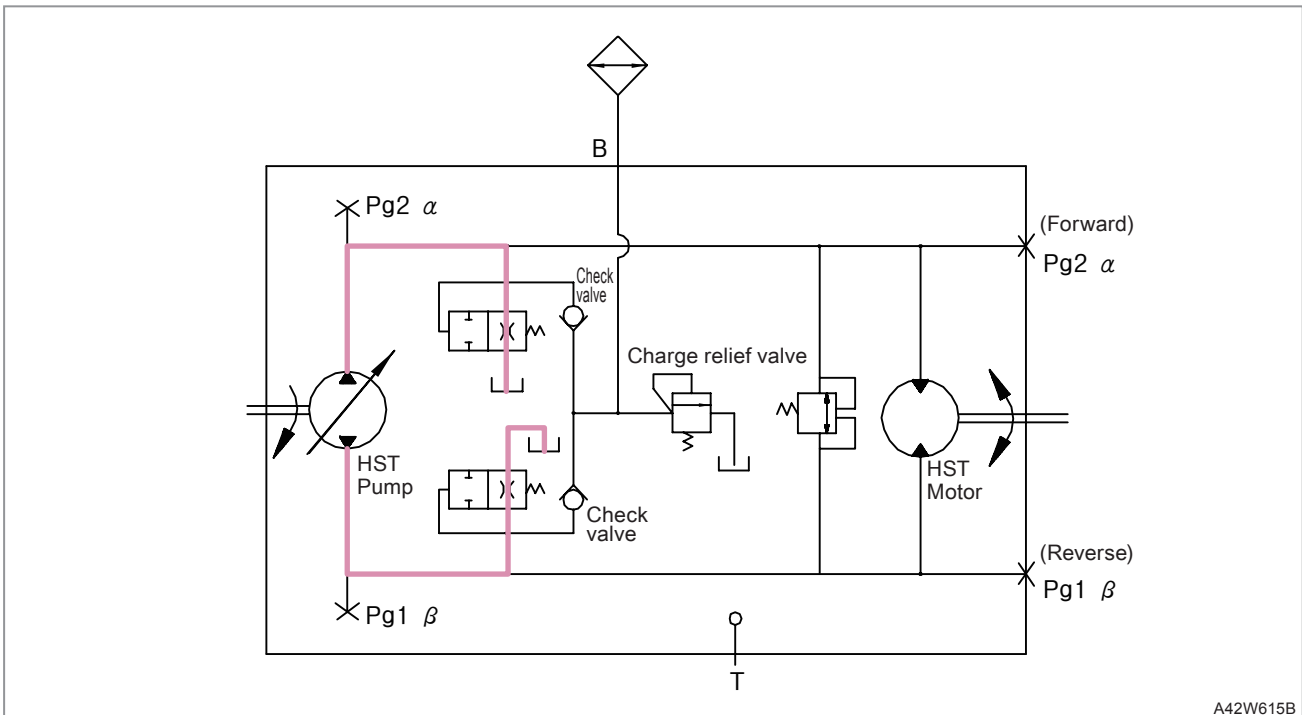 B
Pg2 α
(Forward)
Pg2 α
Check
valve
Charge relief valve
HST
Pump
HST
Motor
Check
valve
(Reverse)
Pg1 β
Pg1 β
T
A42W615B